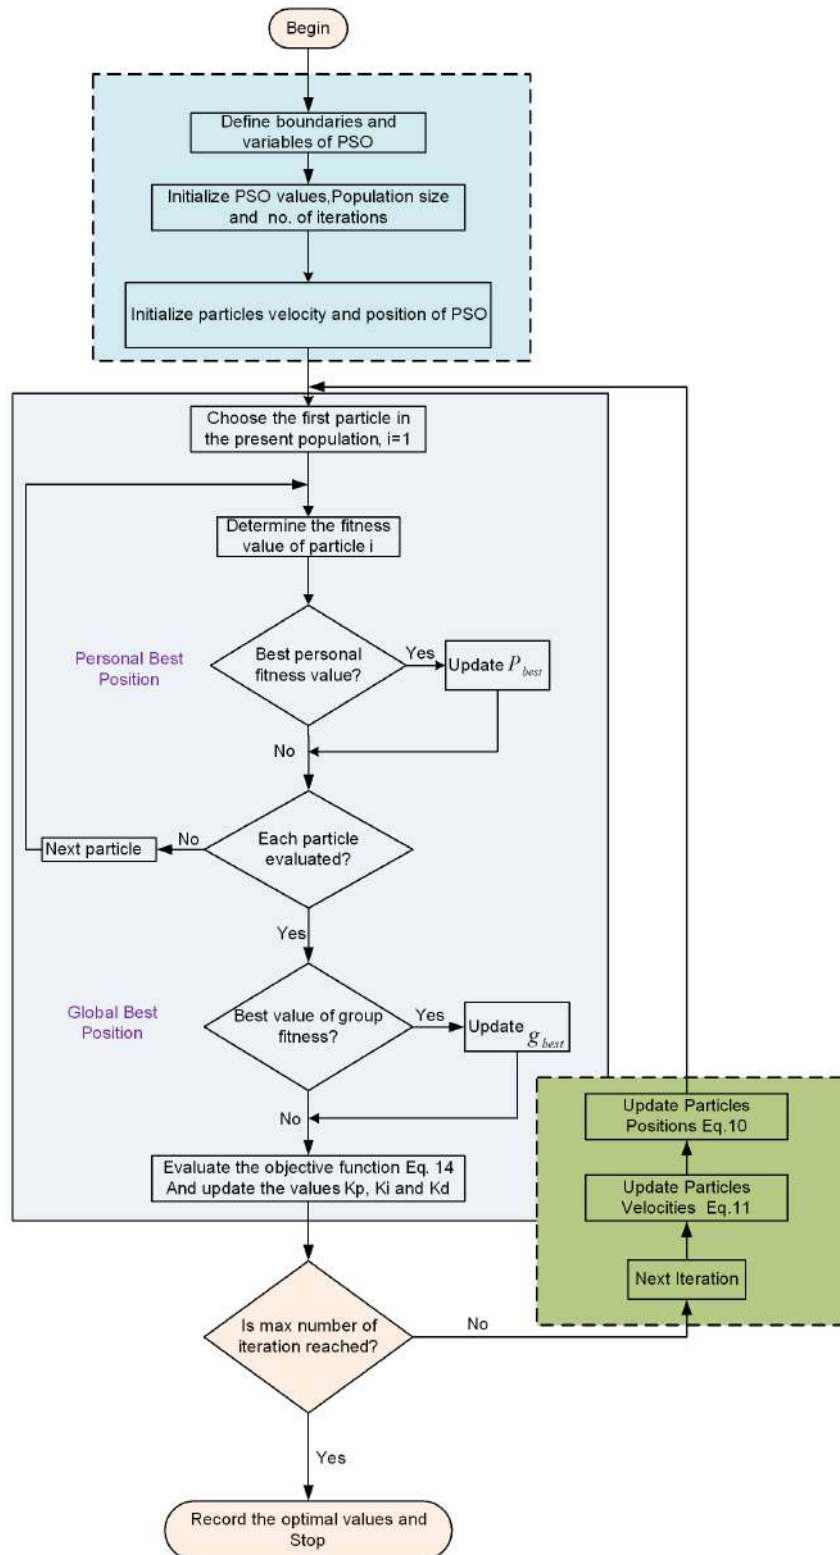 Begin
Define boundaries and
variables of PSO
Initialize PSO values,Population size
and no. of iterations
Initialize particles velocity and position of PSO
Choose the first particle in
the present population, i=1
Determine the fitness
value of particle i
Personal Best
Position
Best personal
fitness value?
Yes
Update P best
No
Each particle
evaluated?
No
Next particle
Yes
Global Best
Position
Best value of group
fitness?
Yes
Update g best
No
Evaluate the objective function Eq. 14
And update the values Kp, Ki and Kd
Update Particles
Positions Eq.10
Update Particles
Velocities Eq.11
Next Iteration
Is max number of
iteration reached?
No
Yes
Record the optimal values and
Stop